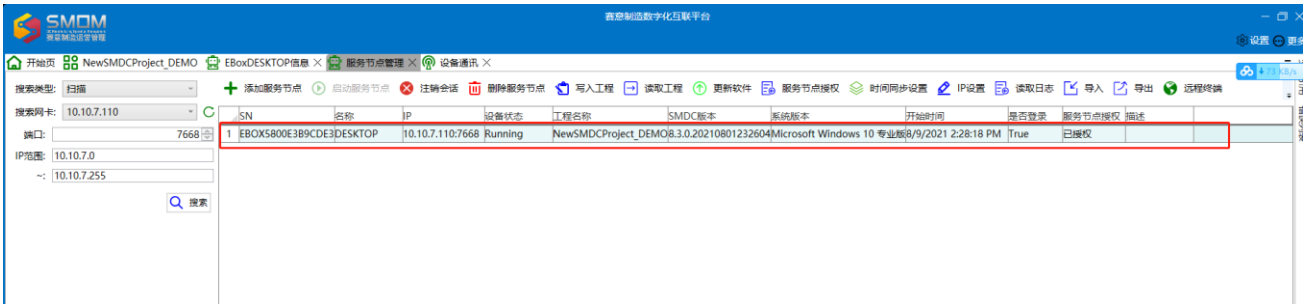 SMOM
赛意制造运营管理
赛意制造数字化互联平台
设置 更多
开始页 NewSMDCProject_DEMO EBoxDESKTOP信息 服务节点管理 设备通讯
+73 KB/s
搜索类型: 扫描
添加服务节点 启动服务节点 注销会话 删除服务节点 写入工程 读取工程 更新软件 服务节点授权 时间同步设置 IP设置 读取日志 导入 导出 远程终端
搜索网卡: 10.10.7.110
SN 名称 IP 设备状态 工程名称 SMDC版本 系统版本 开始时间 是否登录 服务节点授权 描述
端口: 7668
1 EBOX5800E3B9CDE3 DESKTOP 10.10.7.110:7668 Running NewSMDCProject_DEMO 8.3.0.20210801232604 Microsoft Windows 10 专业版 8/9/2021 2:28:18 PM True 已授权
IP范围: 10.10.7.0
~: 10.10.7.255
搜索